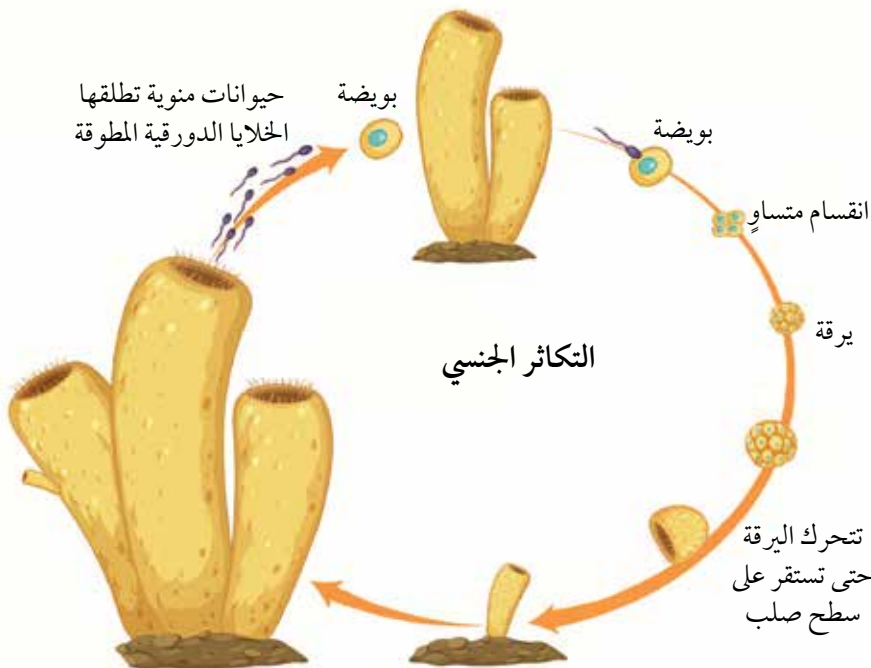 حيوانات منوية تطلقها
الخلايا الدورقية المطوقة
بويضة
بويضة
انقسام متساوٍ
يرقة
التكاثر الجنسي
تتحرك اليرقة
حتى تستقر على
سطح صلب